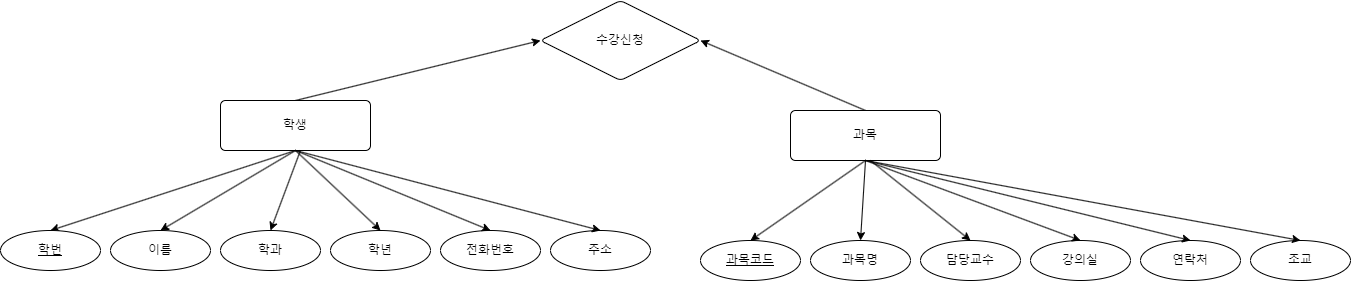 수강신청
학생
과목
학번
이름
학과
학년
전화번호
주소
과목코드
과목명
담당교수
강의실
연락처
조교